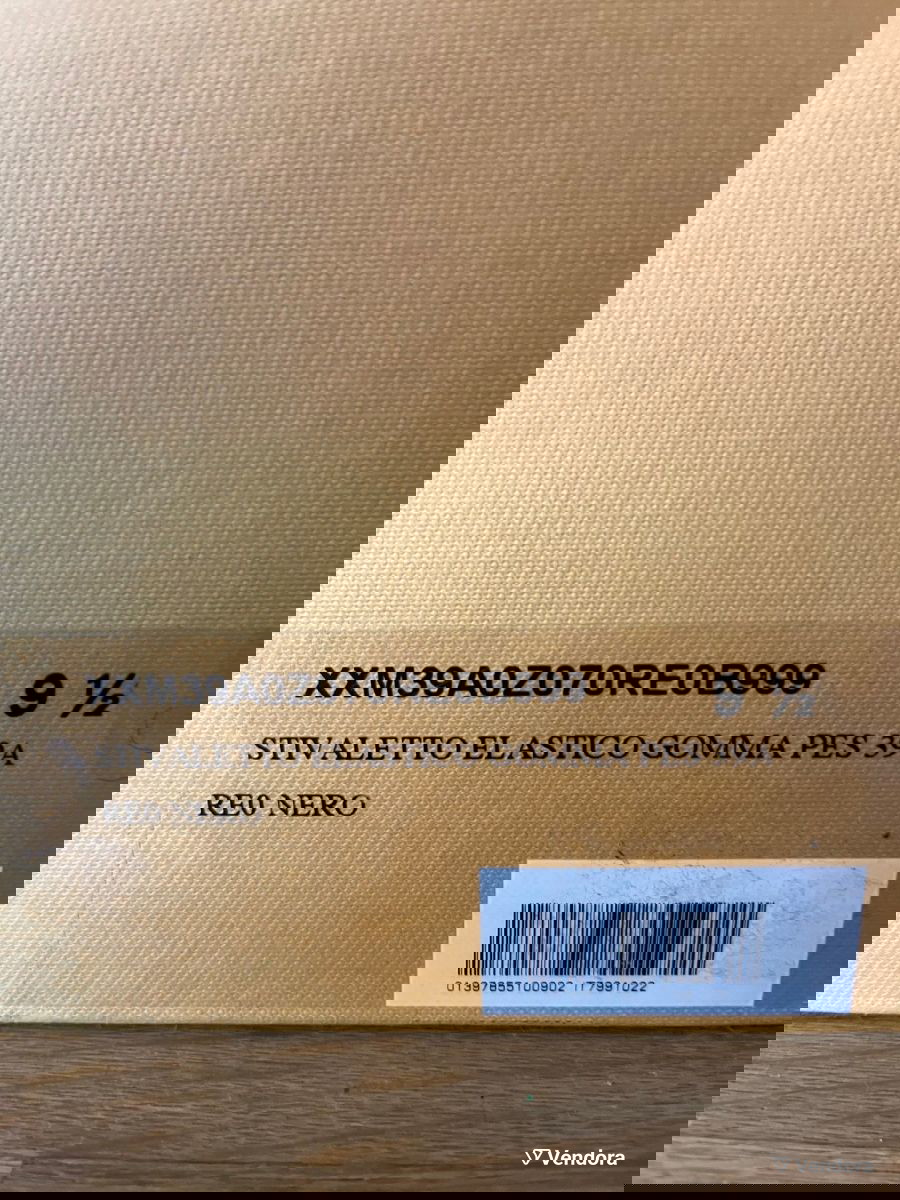 9 ½ XXM39A0Z070RE0B999
STIVALETTO ELASTICO GOMMA PES 39A
RE0 NERO
Vendora